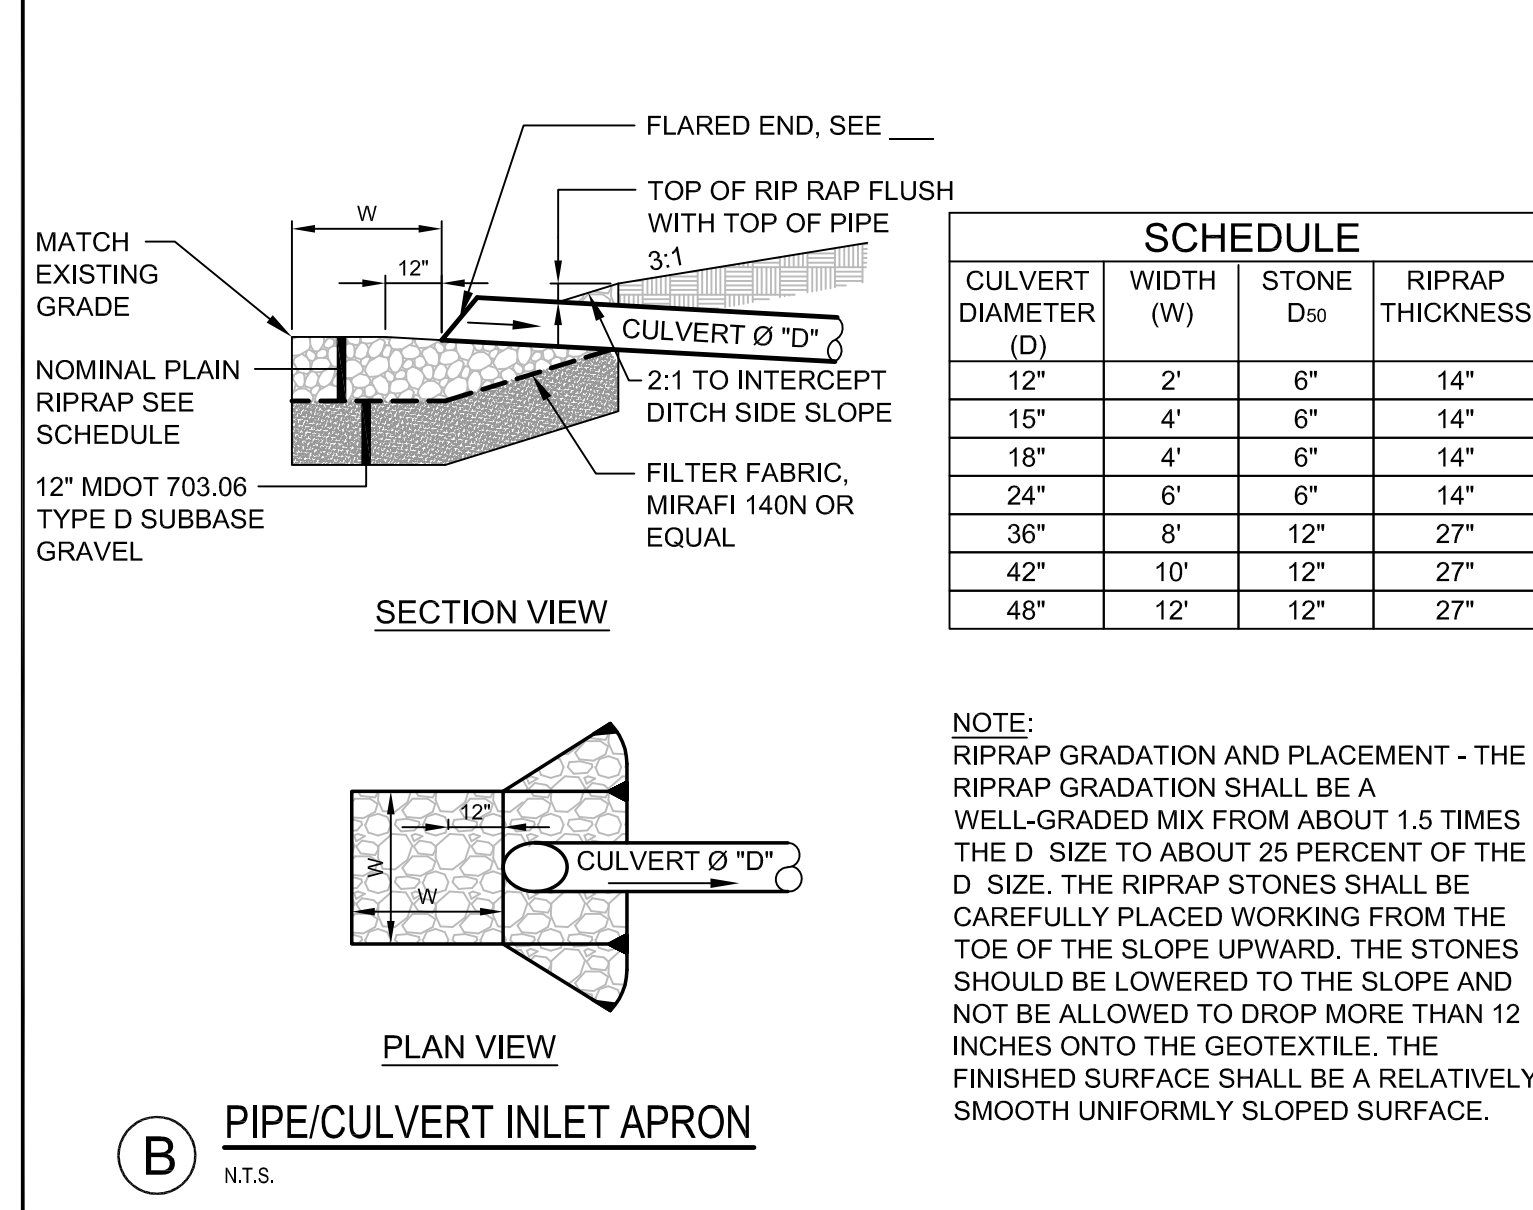 FLARED END, SEE ___
TOP OF RIP RAP FLUSH
WITH TOP OF PIPE
3:1
W
12"
MATCH
EXISTING
GRADE
CULVERT Ø "D"
NOMINAL PLAIN
RIPRAP SEE
SCHEDULE
2:1 TO INTERCEPT
DITCH SIDE SLOPE
12" MDOT 703.06
TYPE D SUBBASE
GRAVEL
FILTER FABRIC,
MIRAFI 140N OR
EQUAL
SECTION VIEW
SCHEDULE
CULVERT DIAMETER (D) WIDTH (W) STONE D50 RIPRAP THICKNESS
12" 2' 6" 14"
15" 4' 6" 14"
18" 4' 6" 14"
24" 6' 6" 14"
36" 8' 12" 27"
42" 10' 12" 27"
48" 12' 12" 27"
12"
W
W
CULVERT Ø "D"
PLAN VIEW
NOTE:
RIPRAP GRADATION AND PLACEMENT - THE
RIPRAP GRADATION SHALL BE A
WELL-GRADED MIX FROM ABOUT 1.5 TIMES
THE D SIZE TO ABOUT 25 PERCENT OF THE
D SIZE. THE RIPRAP STONES SHALL BE
CAREFULLY PLACED WORKING FROM THE
TOE OF THE SLOPE UPWARD. THE STONES
SHOULD BE LOWERED TO THE SLOPE AND
NOT BE ALLOWED TO DROP MORE THAN 12
INCHES ONTO THE GEOTEXTILE. THE
FINISHED SURFACE SHALL BE A RELATIVELY
SMOOTH UNIFORMLY SLOPED SURFACE.
B
PIPE/CULVERT INLET APRON
N.T.S.